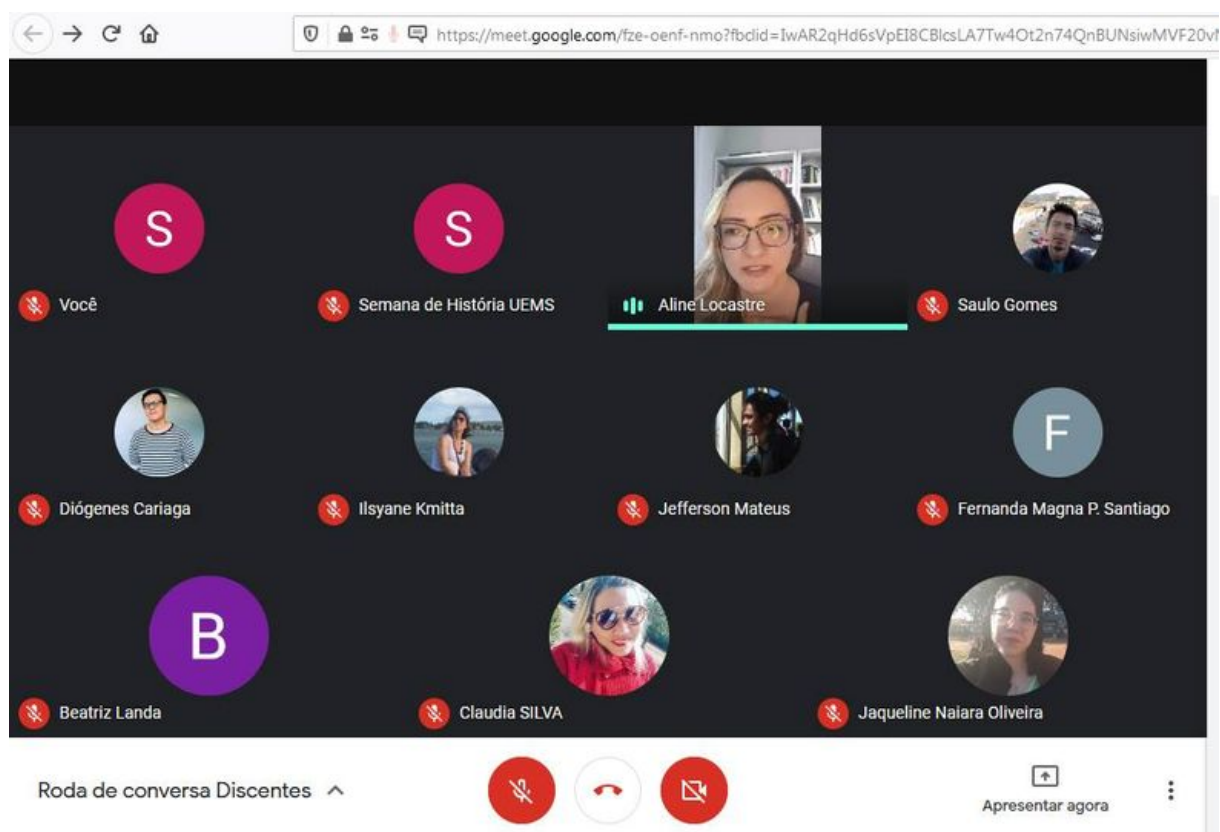 https://meet.google.com/fze-oenf-nmo?fbclid=IwAR2qHd6sVpEI8CBlcsLA7Tw4Ot2n74QnBUNsiwMVF20v
S
S
Você
Semana de História UEMS
Aline Locastre
Saulo Gomes
F
Diógenes Cariaga
Ilsyane Kmitta
Jefferson Mateus
Fernanda Magna P. Santiago
B
Beatriz Landa
Claudia SILVA
Jaqueline Naiara Oliveira
Roda de conversa Discentes
Apresentar agora